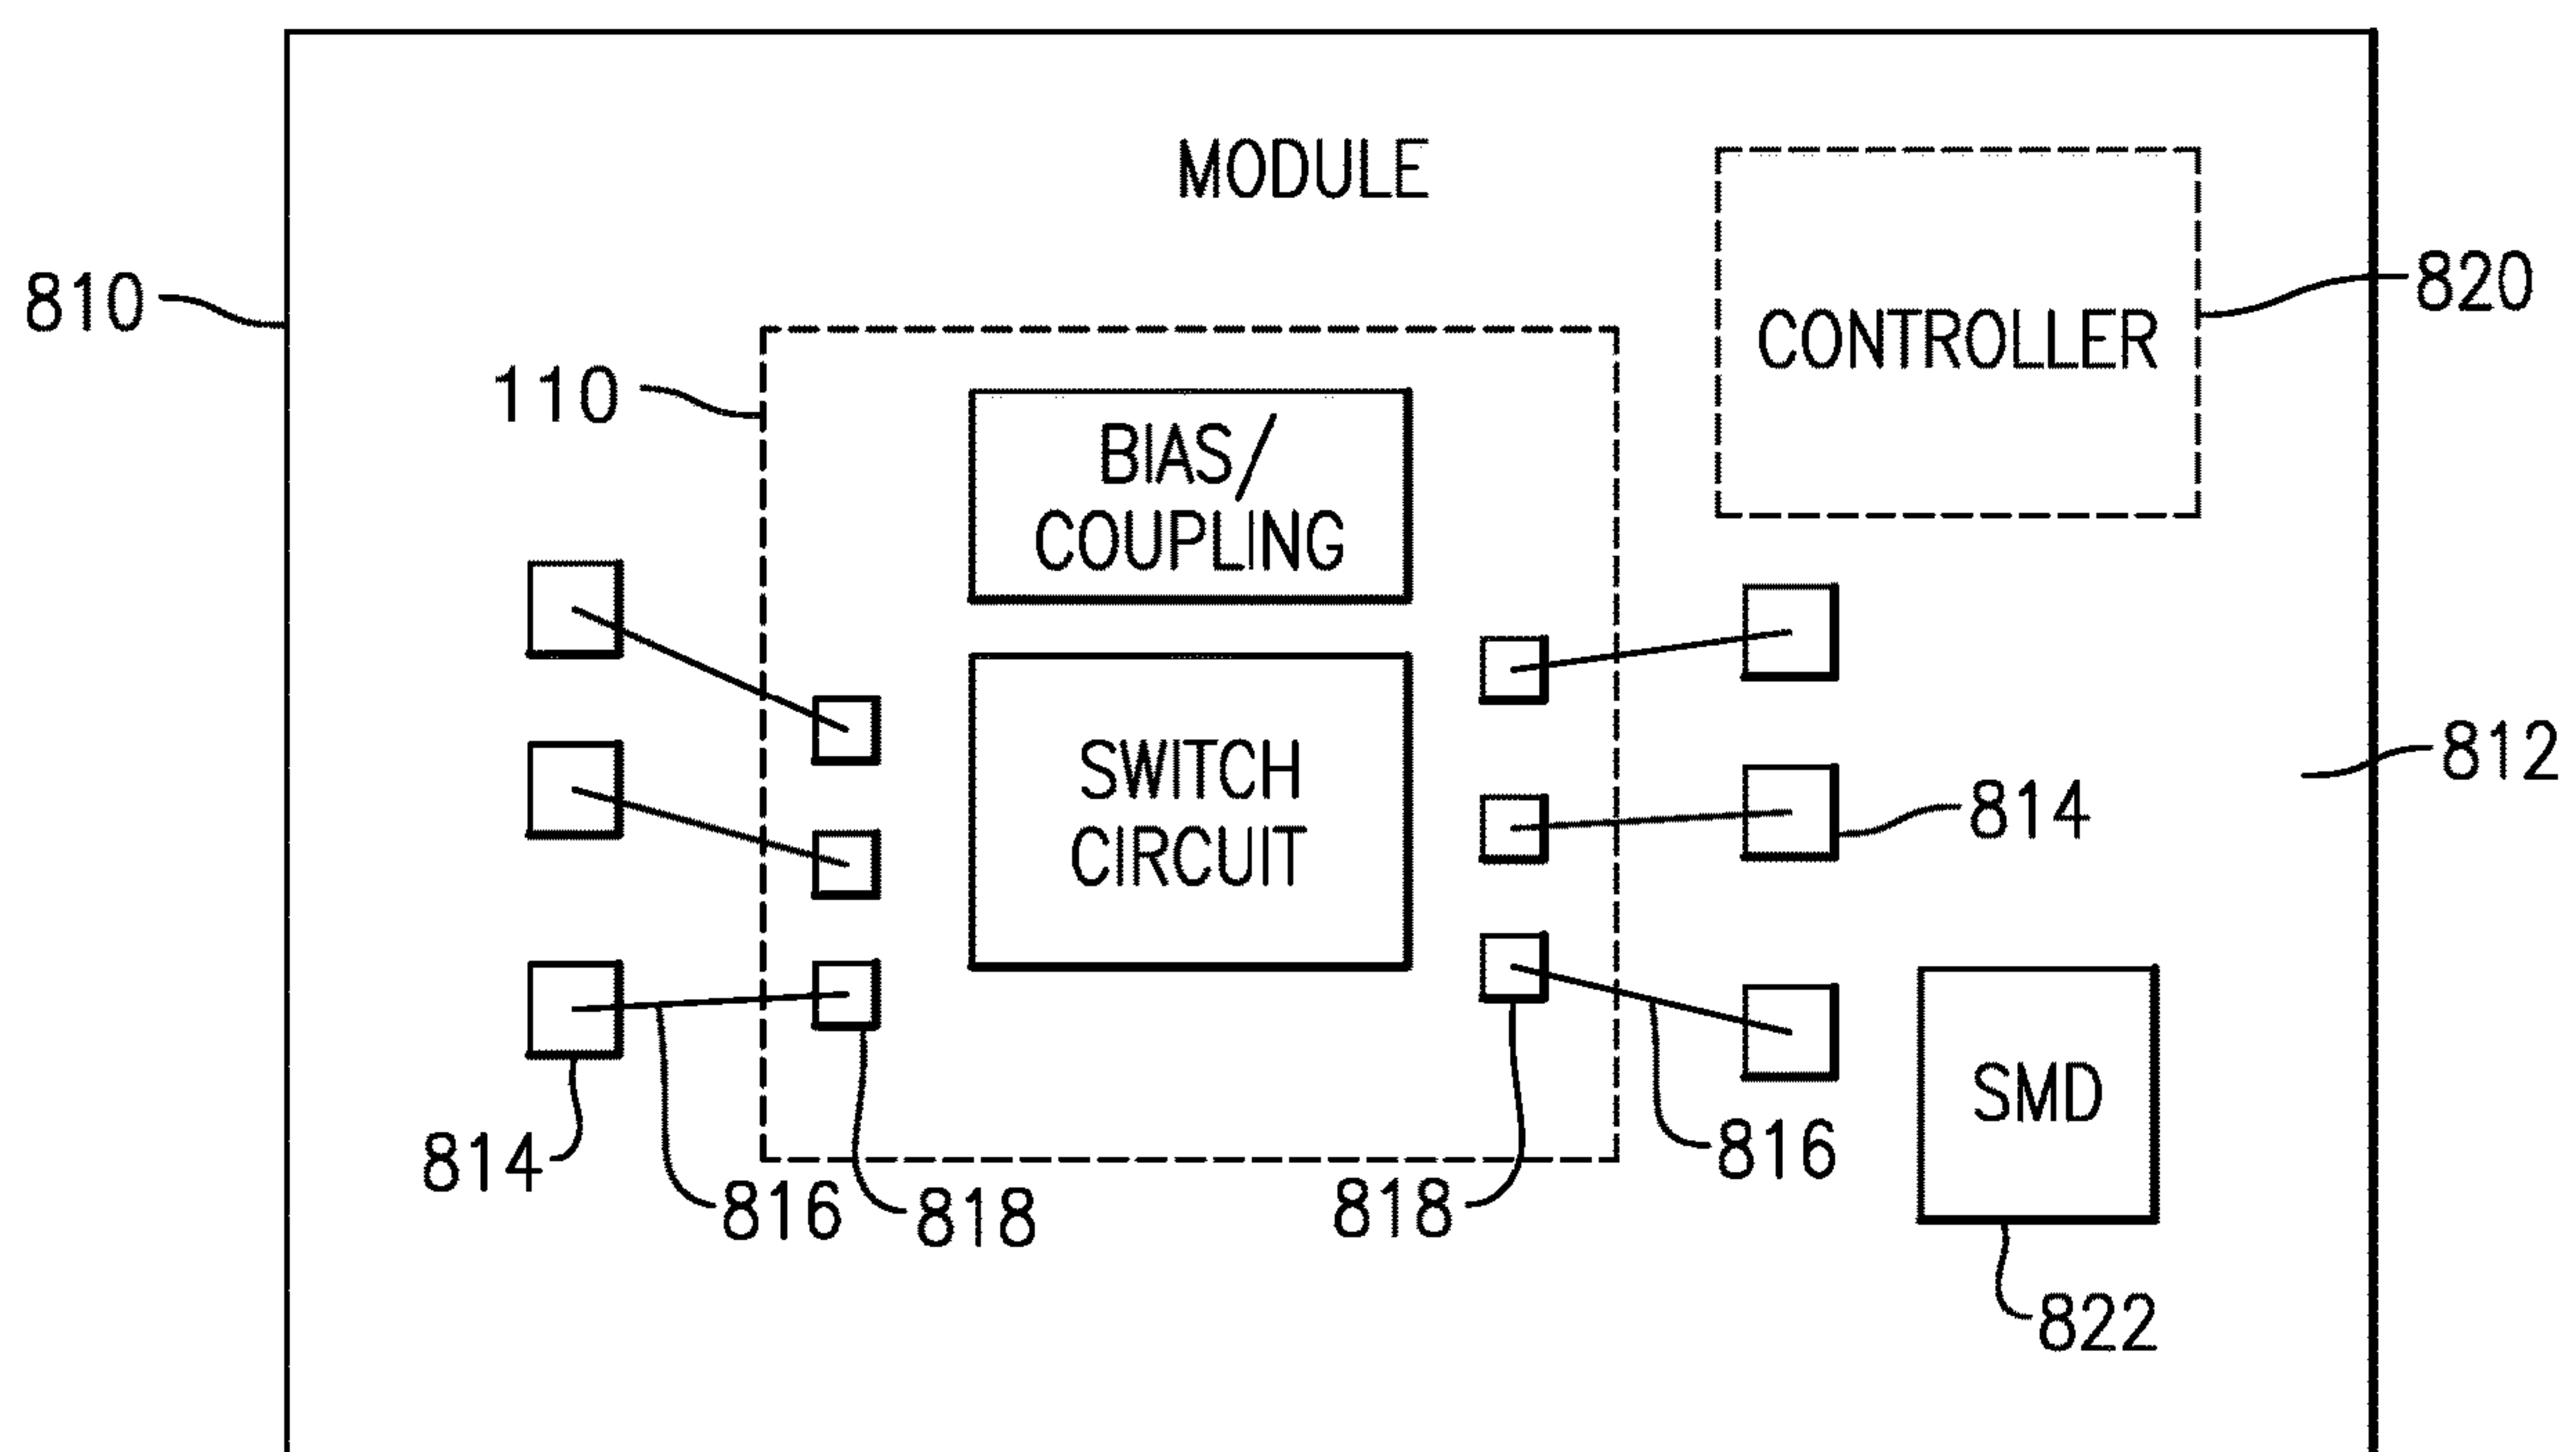 MODULE
810
820
CONTROLLER
110
BIAS/
COUPLING
SWITCH
CIRCUIT
812
814
SMD
814
816
818
818
816
822